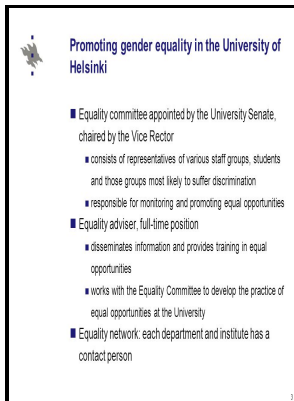 Promoting gender equality in the University of
Helsinki
Equality committee appointed by the University Senate,
chaired by the Vice Rector
consists of representatives of various staff groups, students
and those groups most likely to suffer discrimination
responsible for monitoring and promoting equal opportunities
Equality adviser, full-time position
disseminates information and provides training in equal
opportunities
works with the Equality Committee to develop the practice of
equal opportunities at the University
Equality network: each department and institute has a
contact person